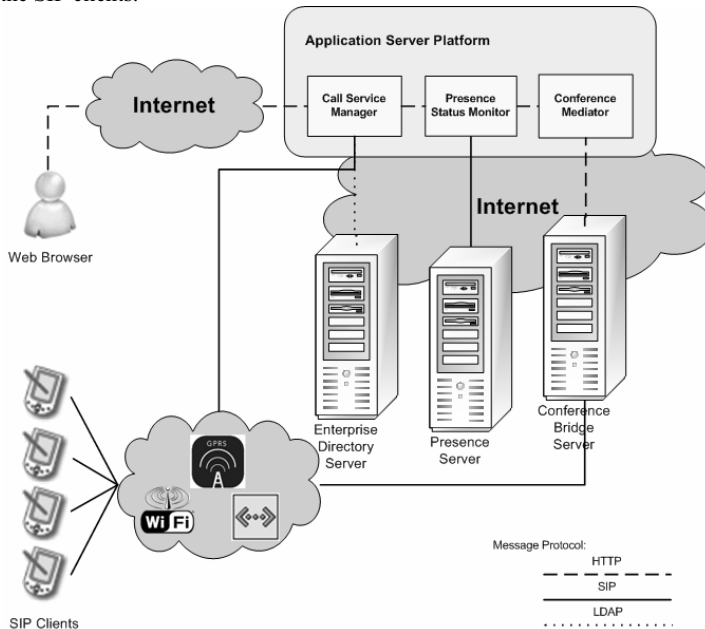 the SIP clients.
Application Server Platform
Internet
Call Service
Manager
Presence
Status Monitor
Conference
Mediator
Internet
Web Browser
Enterprise
Directory
Server
Presence
Server
Conference
Bridge
Server
GPRS
Wi Fi
SIP Clients
Message Protocol:
HTTP
SIP
LDAP